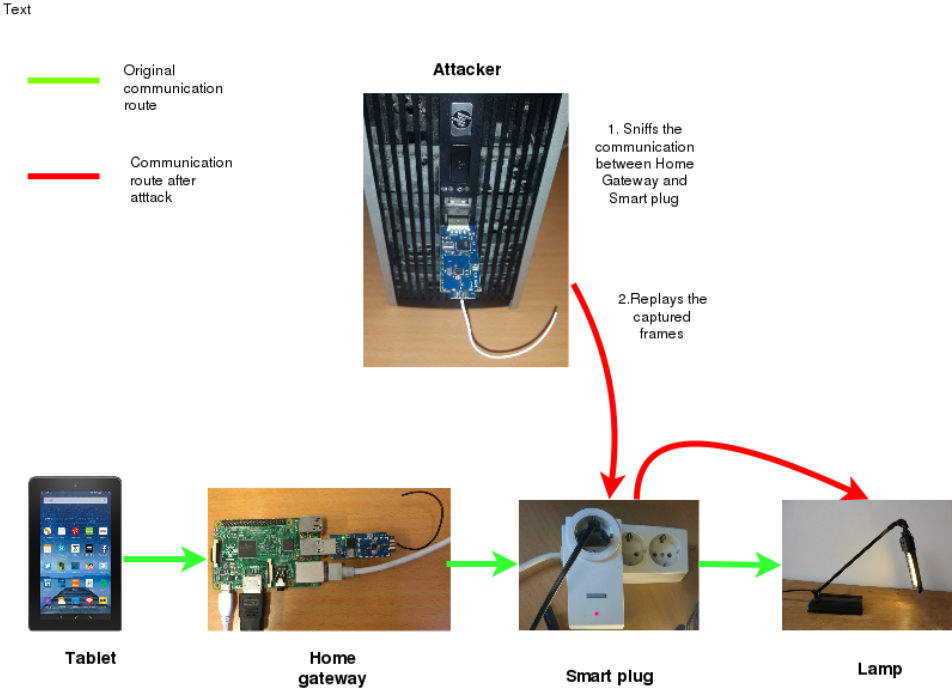 Text
Original
communication
route
Communication
route after
atttack
Attacker
1. Sniffs the
communication
between Home
Gateway and
Smart plug
2.Replays the
captured
frames
Tablet
Home
gateway
Smart plug
Lamp